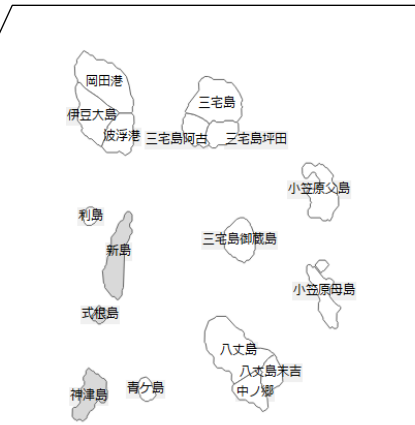 岡田港
伊豆大島
波浮港
三宅島
三宅島阿古
三宅島坪田
小笠原父島
利島
新島
三宅島御蔵島
小笠原母島
式根島
八丈島
八丈島末吉
中ノ郷
神津島
青ケ島